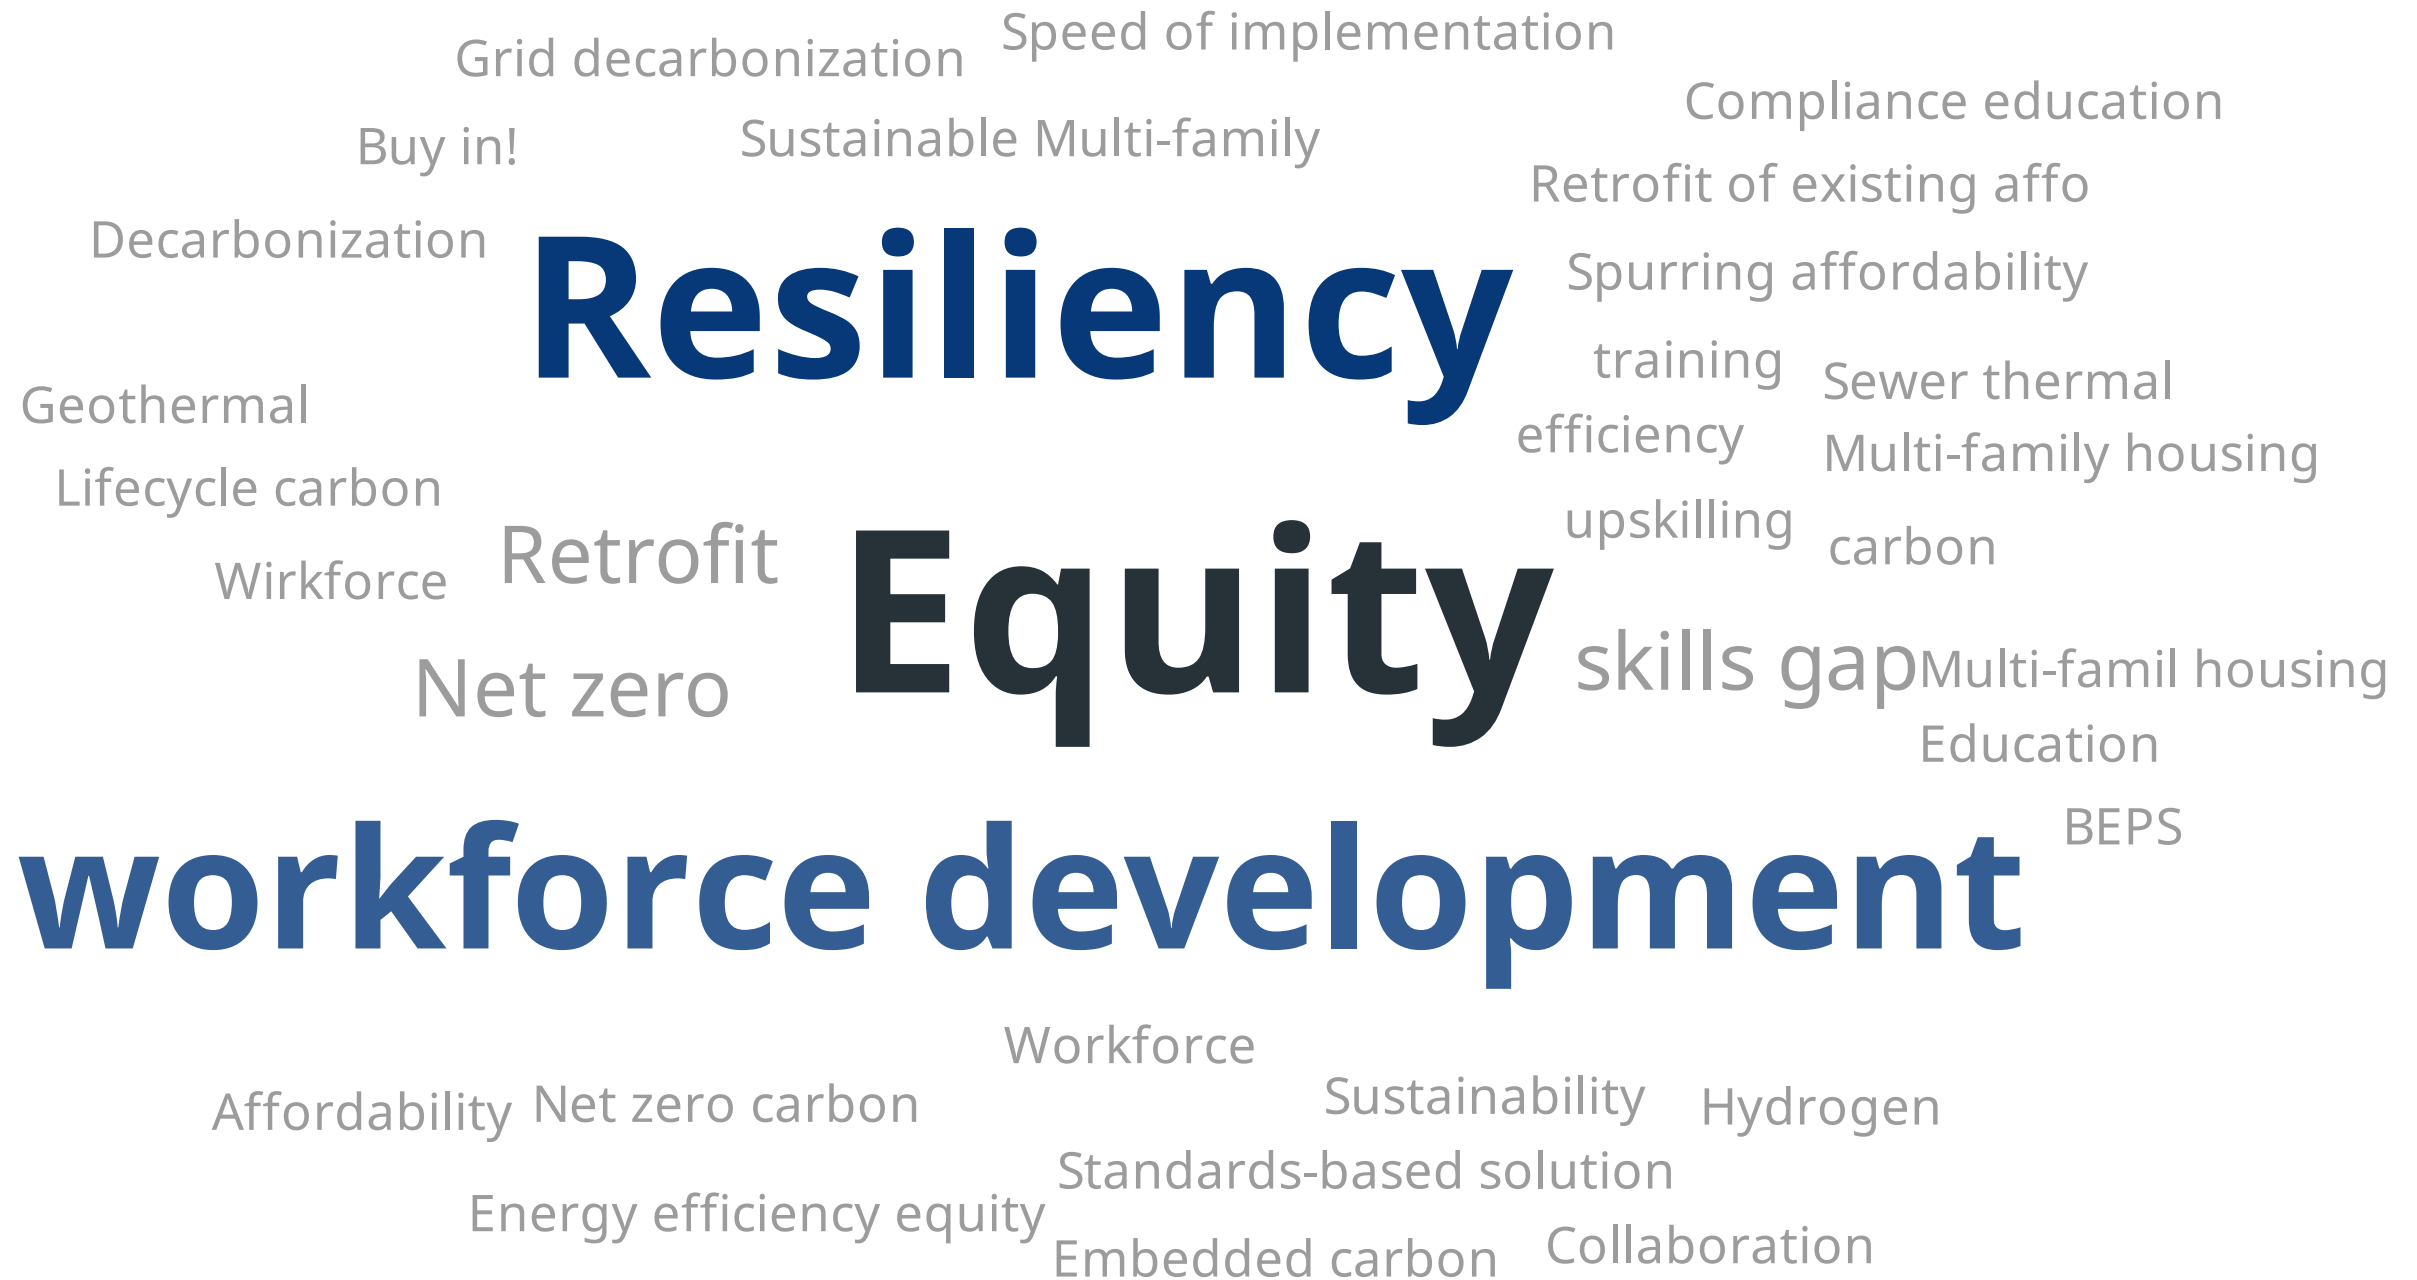 Speed of implementation
Grid decarbonization
Compliance education
Buy in!
Sustainable Multi-family
Retrofit of existing affo
Decarbonization
Resiliency
Spurring affordability
training
Sewer thermal
Geothermal
efficiency
Multi-family housing
Lifecycle carbon
upskilling
Retrofit
carbon
Wirkforce
Equity
skills gap
Multi-famil housing
Net zero
Education
BEPS
workforce development
Workforce
Sustainability
Affordability
Net zero carbon
Hydrogen
Standards-based solution
Energy efficiency equity
Collaboration
Embedded carbon